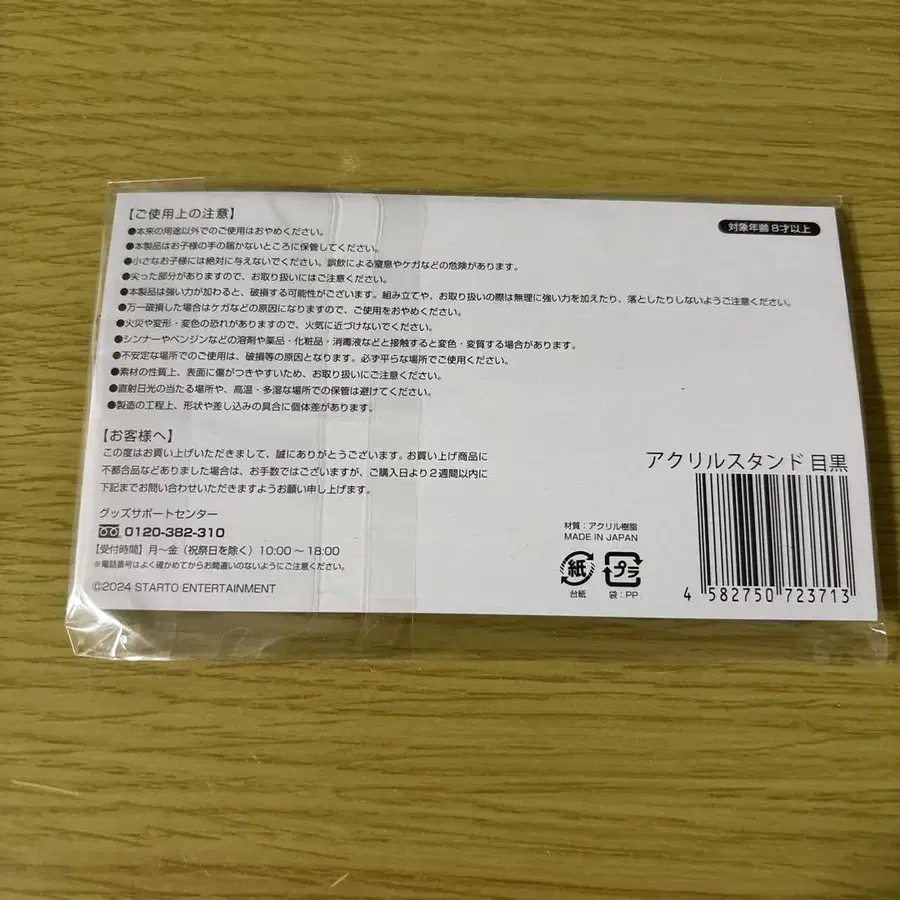 【ご使用上の注意】
対象年齢8才以上
●本来の用途以外でのご使用はおやめください。
●本製品はお子様の手の届かないところに保管してください。
●小さなお子様には絶対に与えないでください。誤飲による窒息やケガなどの危険があります。
●尖った部分がありますので、お取り扱いにはご注意ください。
●本製品は強い力が加わると、破損する可能性がございます。組み立てや、お取り扱いの際は無理に強い力を加えたり、落としたりしないようご注意ください。
●万一破損した場合はケガなどの原因になりますので、ご使用をおやめください。
●火災や変形・変色の恐れがありますので、火気に近づけないでください。
●シンナーやベンジンなどの溶剤や薬品・化粧品・消毒液などと接触すると変色・変質する場合があります。
●不安定な場所でのご使用は、破損等の原因となります。必ず平らな場所でご使用ください。
●素材の性質上、表面に傷がつきやすいため、お取り扱いにご注意ください。
●直射日光の当たる場所や、高温・多湿な場所での保管は避けてください。
●製造の工程上、形状や差し込みの具合に個体差があります。
【お客様へ】
この度はお買い上げいただきまして、誠にありがとうございます。お買い上げ商品に
不都合品などありました場合は、お手数ではございますが、ご購入日より2週間以内に
下記までお問い合わせいただきますようお願い申し上げます。
グッズサポートセンター
0120-382-310
【受付時間】月〜金（祝祭日を除く）10:00〜18:00
※電話番号はよく確かめてからお間違いのないようにご注意ください。
©2024 STARTO ENTERTAINMENT
アクリルスタンド 目黒
材質：アクリル樹脂
MADE IN JAPAN
紙 プラ
台紙 袋：PP
4 582750 723713